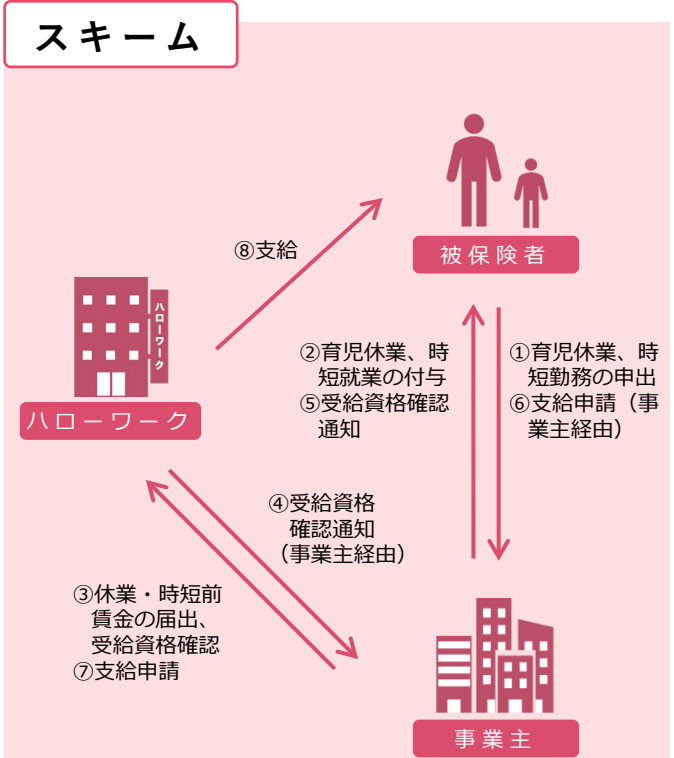 スキーム
被保険者
⑧支給
ハローワーク
②育児休業、時
短就業の付与
⑤受給資格確認
通知
①育児休業、時
短勤務の申出
⑥支給申請（事
業主経由）
ハローワーク
④受給資格
確認通知
（事業主経由）
③休業・時短前
賃金の届出、
受給資格確認
⑦支給申請
事業主